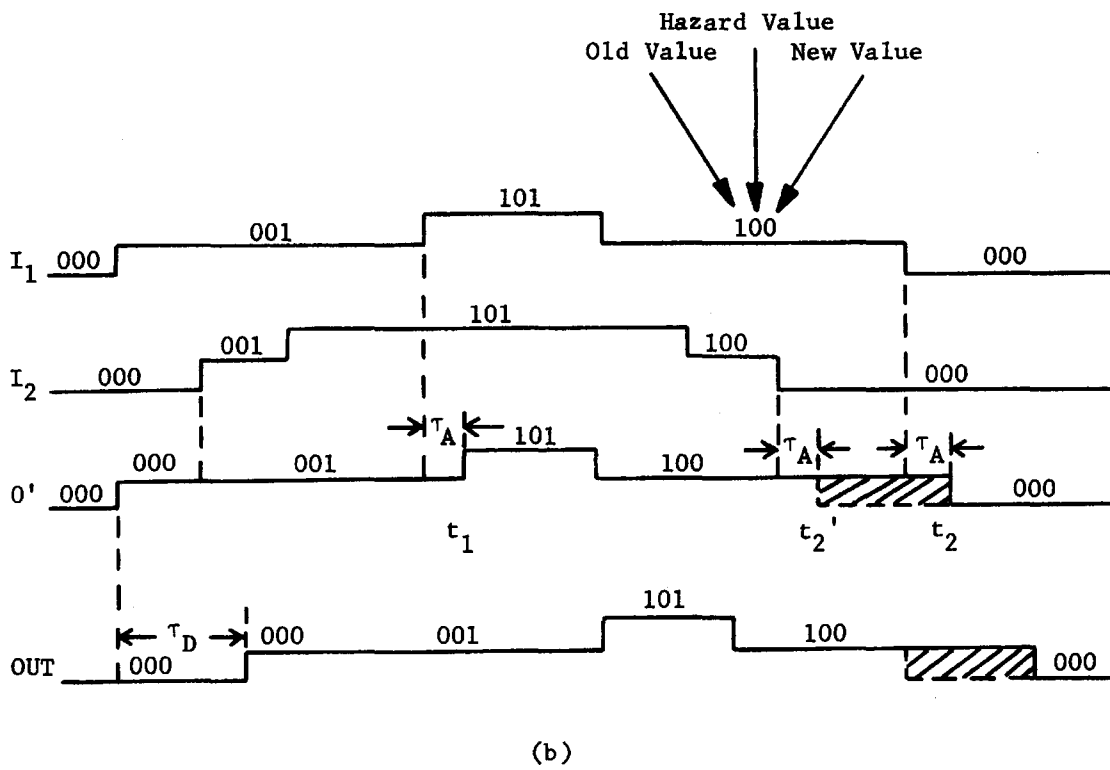 Hazard Value
Old Value New Value
101
001 100
I1 000 000
101
001 100
I2 000 000
τA 101 τA τA
000 001 100
O' 000 000
t1 t2' t2
101
τD 000 001 100
OUT 000 000
(b)